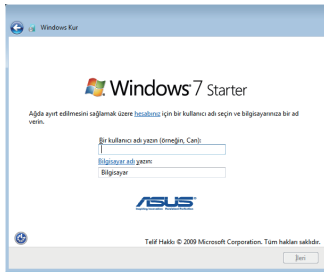 Windows Kur
Windows 7 Starter
Ağda ayırt edilmesini sağlamak üzere hesabınız için bir kullanıcı adı seçin ve bilgisayarınıza bir ad
verin.
Bir kullanıcı adı yazın (örneğin, Can):
Bilgisayar adı yazın:
Bilgisayar
ASUS
Telif Hakkı © 2009 Microsoft Corporation. Tüm hakları saklıdır.
İleri